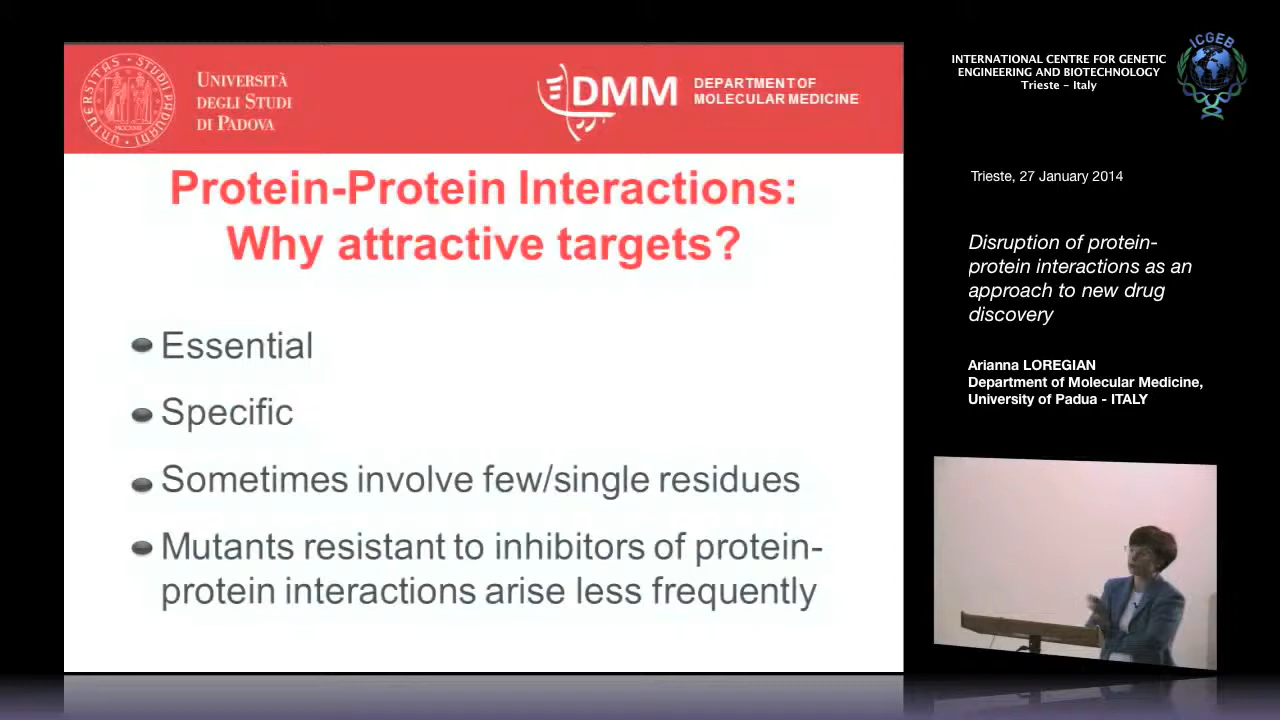 UNIVERSITÀ
DEGLI STUDI
DI PADOVA
DMM
DEPARTMENT OF
MOLECULAR MEDICINE
Protein-Protein Interactions:
Why attractive targets?
Essential
Specific
Sometimes involve few/single residues
Mutants resistant to inhibitors of protein-
protein interactions arise less frequently
INTERNATIONAL CENTRE FOR GENETIC
ENGINEERING AND BIOTECHNOLOGY
Trieste – Italy
ICGEB
Trieste, 27 January 2014
Disruption of protein-
protein interactions as an
approach to new drug
discovery
Arianna LOREGIAN
Department of Molecular Medicine,
University of Padua - ITALY